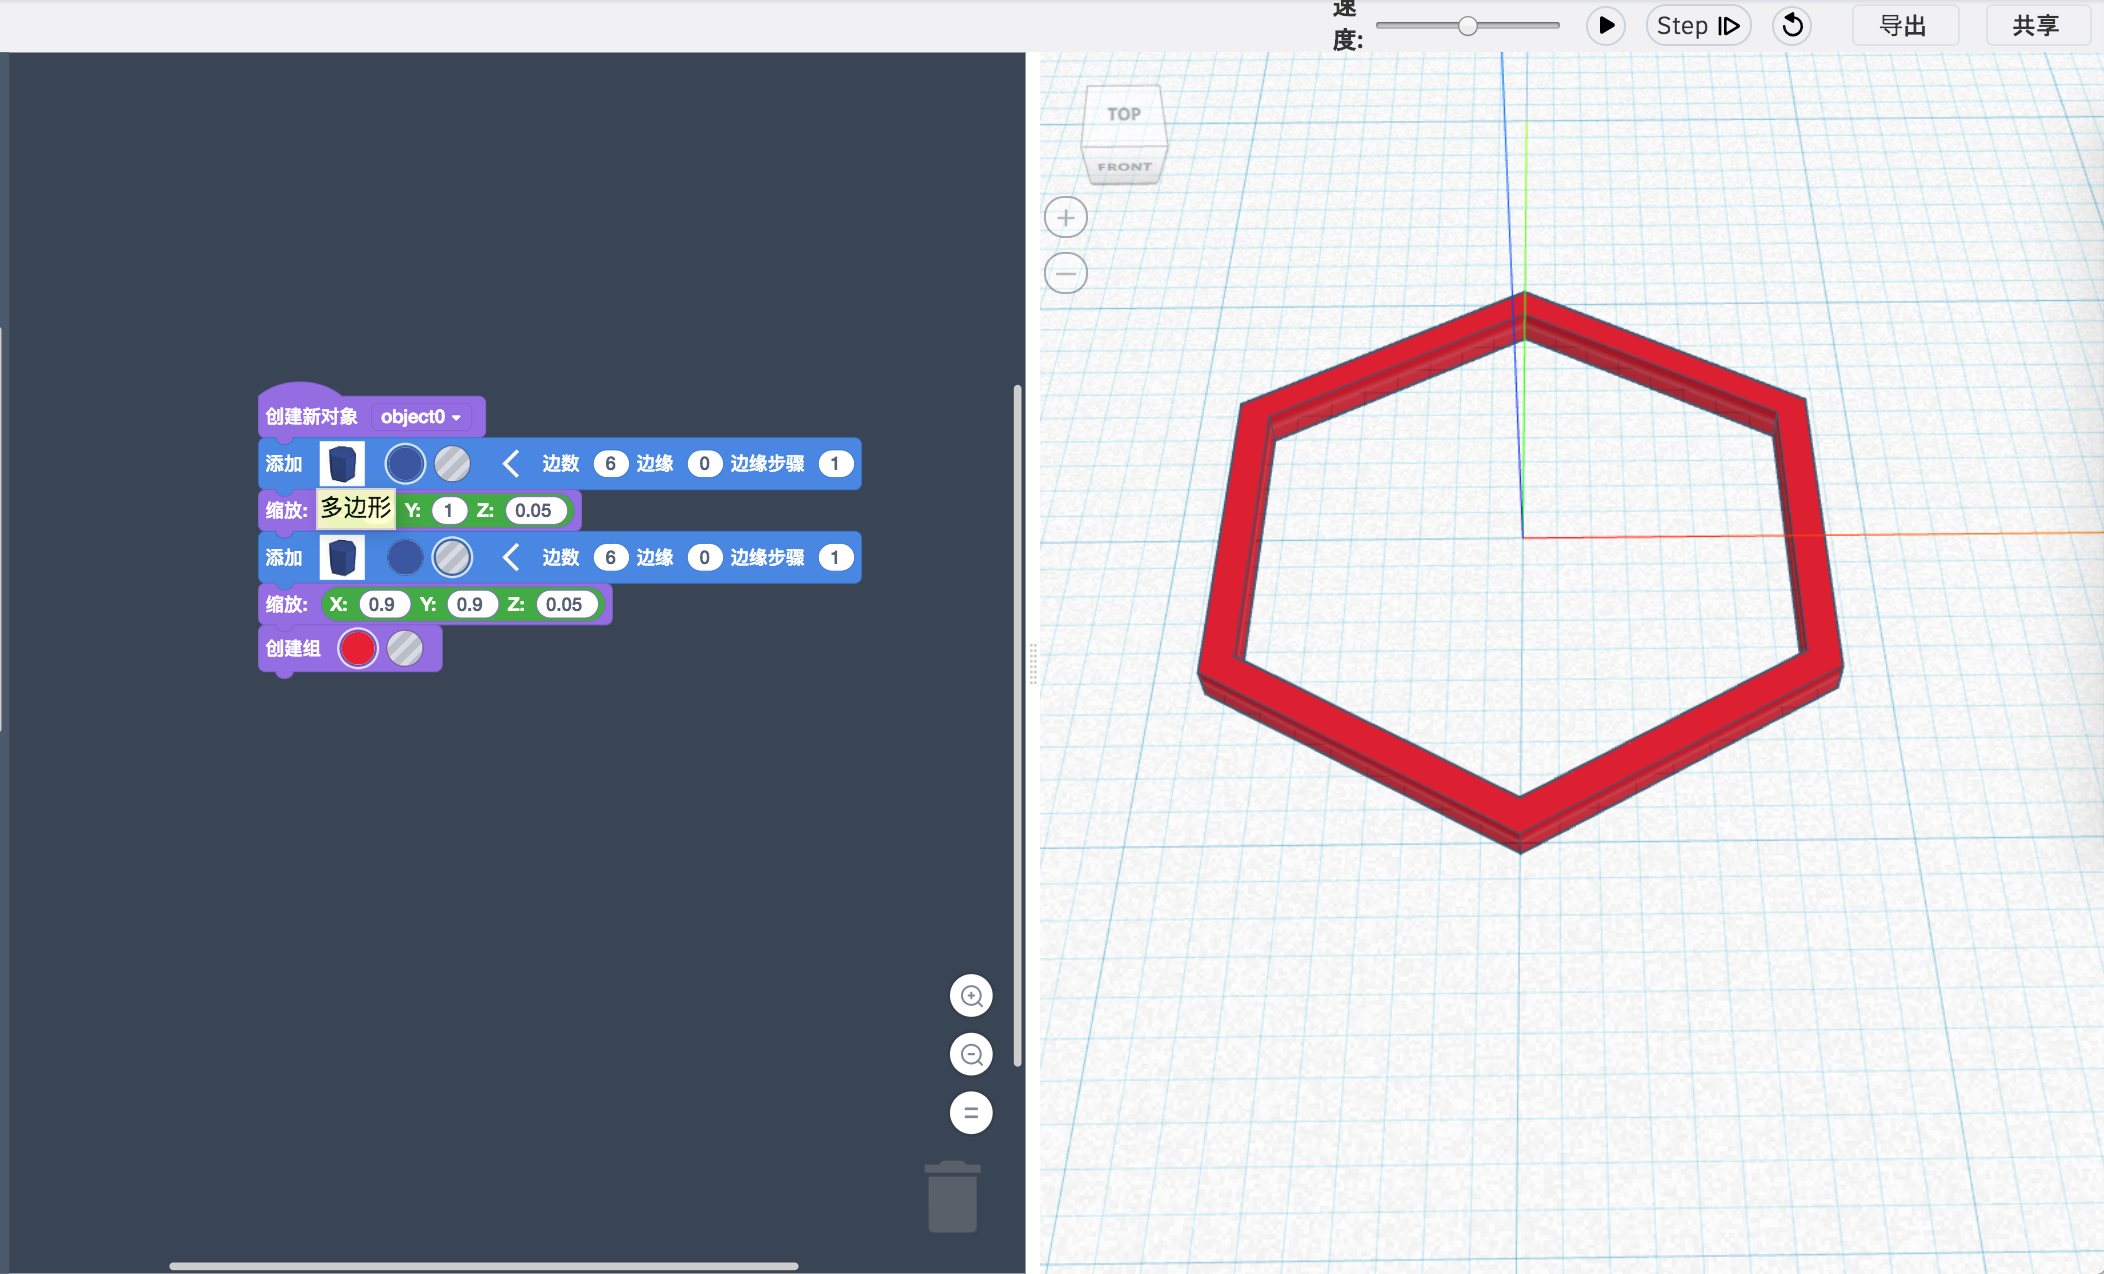 速度:
Step
导出
共享
TOP
FRONT
创建新对象 object0
添加 边数 6 边缘 0 边缘步骤 1
缩放: 多边形 Y: 1 Z: 0.05
添加 边数 6 边缘 0 边缘步骤 1
缩放: X: 0.9 Y: 0.9 Z: 0.05
创建组